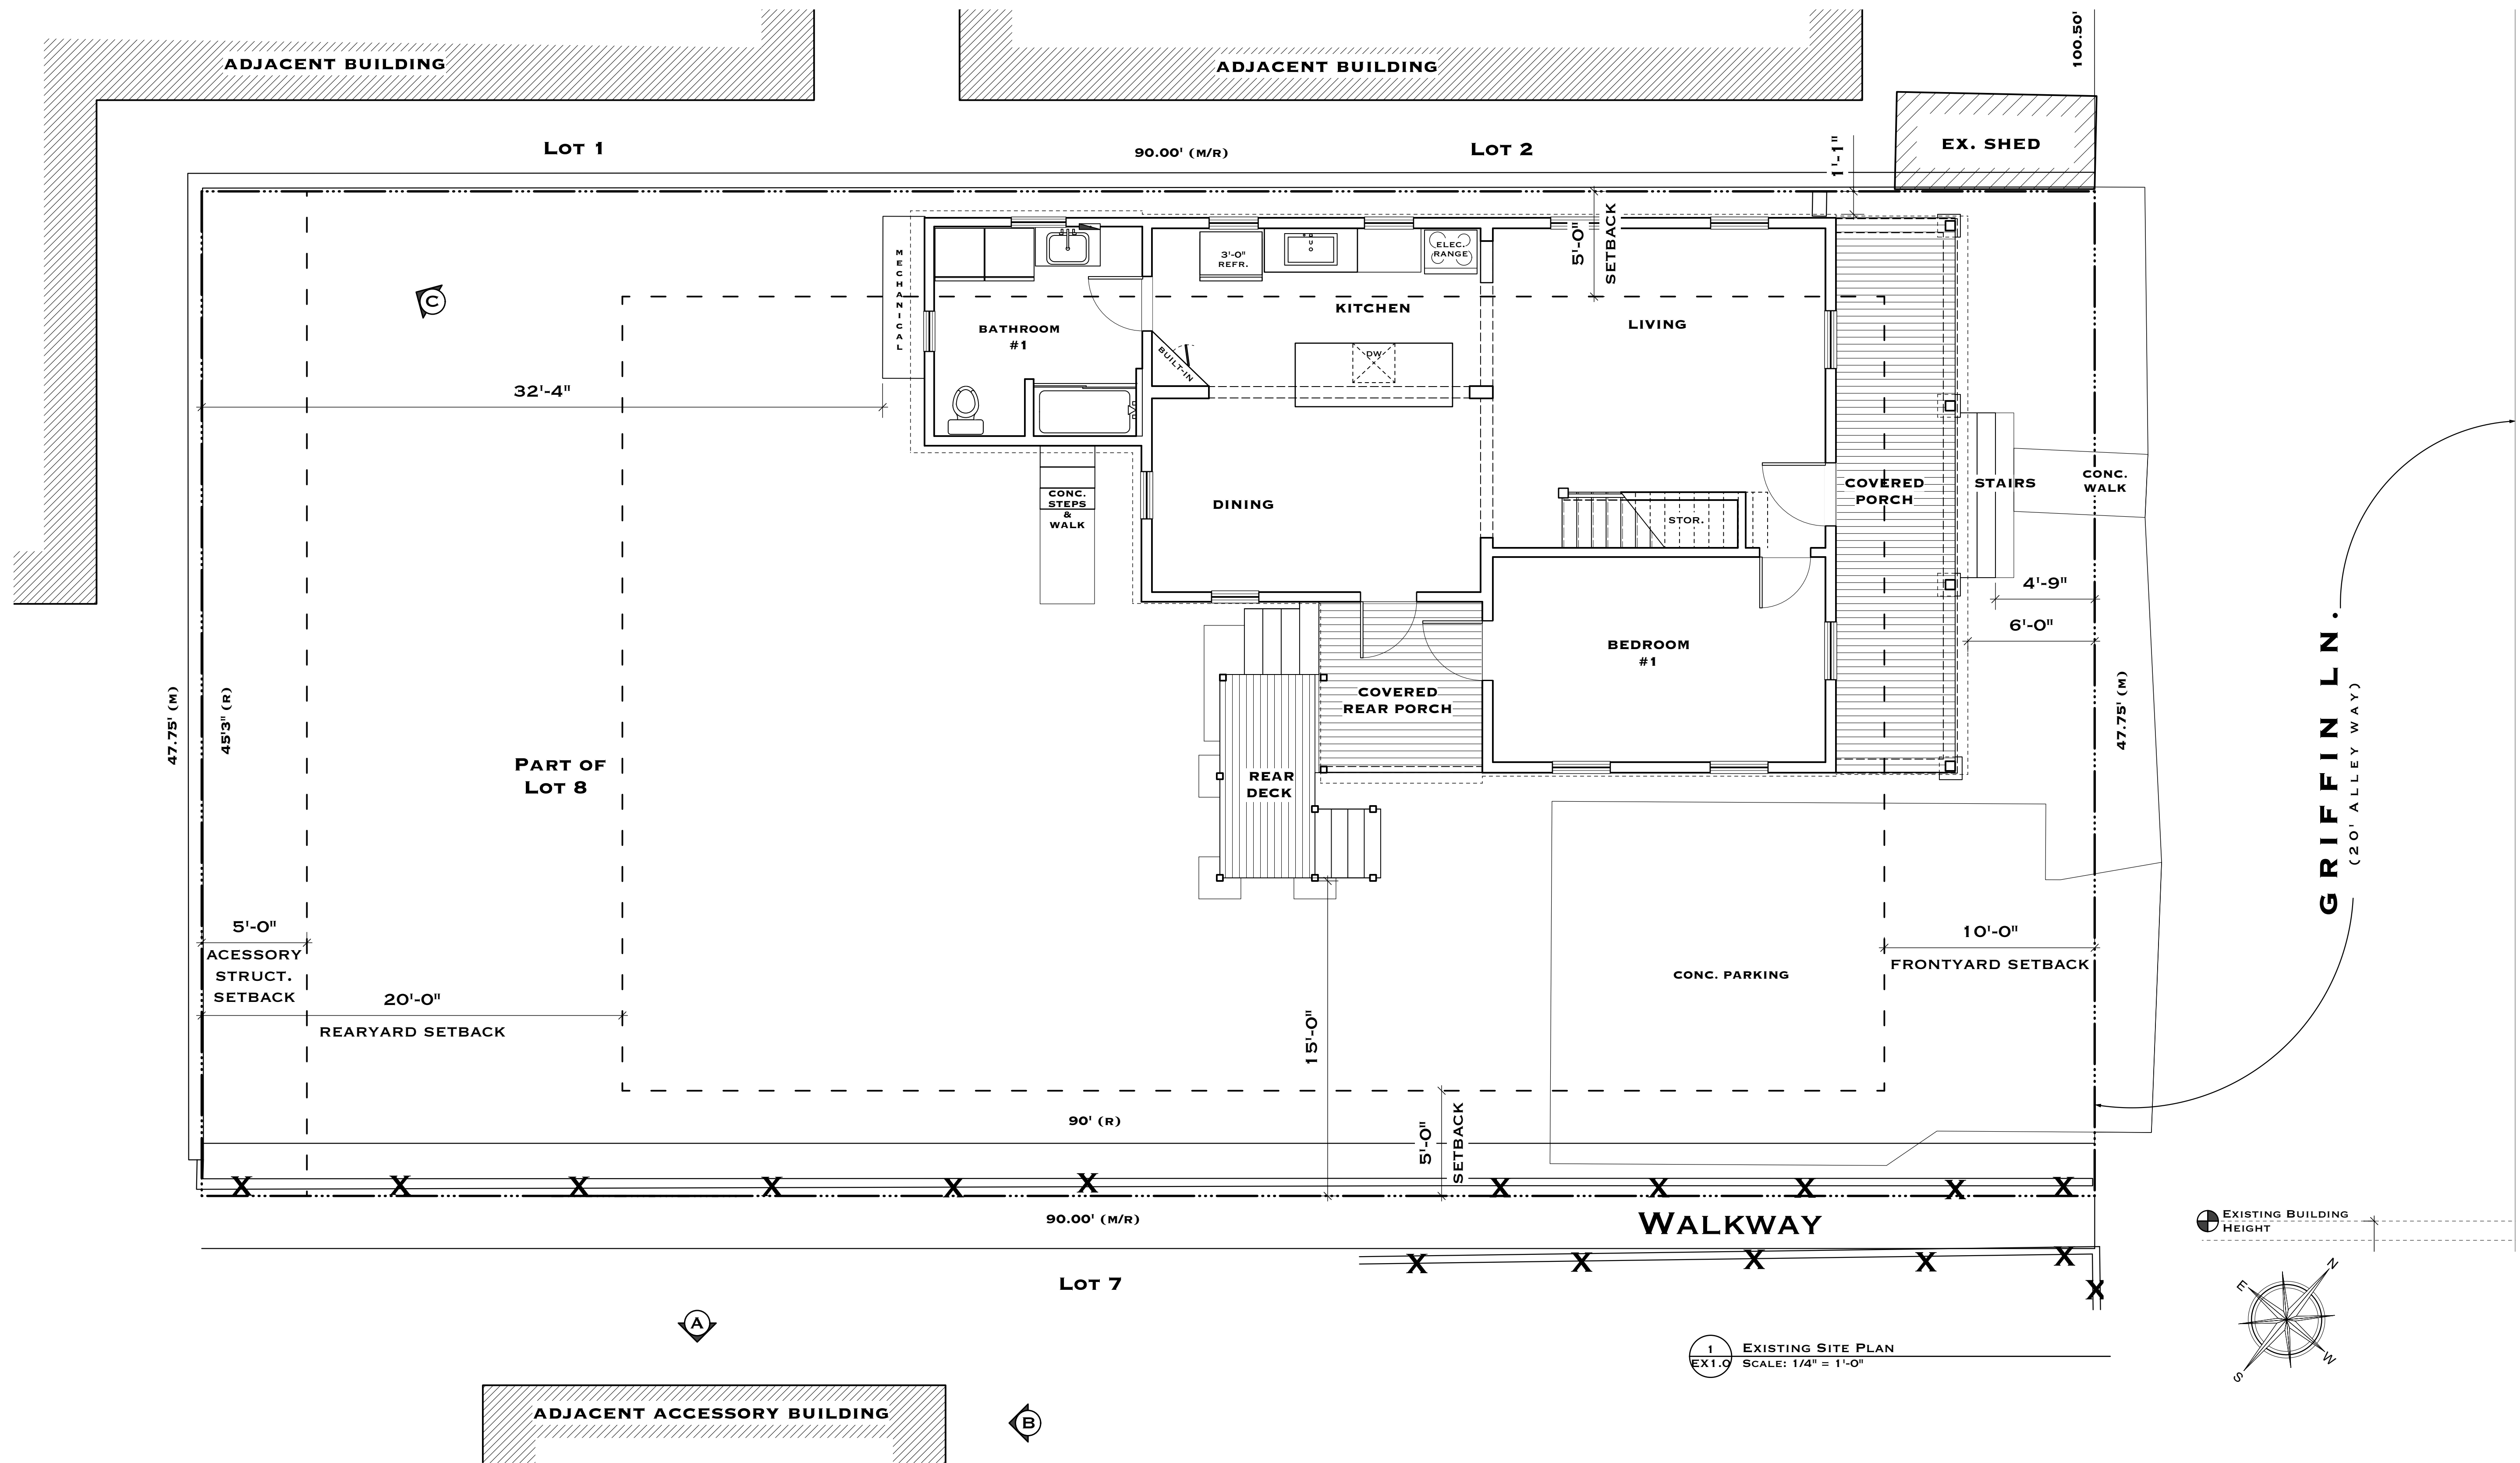 100.50'
ADJACENT BUILDING
ADJACENT BUILDING
EX. SHED
LOT 1
90.00' (M/R)
LOT 2
1'-1"
5'-0"
SETBACK
MECHANICAL
3'-0"
REFR.
ELEC.
RANGE
C
BATHROOM
#1
KITCHEN
LIVING
BUILT-IN
DW
32'-4"
CONC.
STEPS
&
WALK
DINING
STOR.
COVERED
PORCH
STAIRS
CONC.
WALK
4'-9"
6'-0"
BEDROOM
#1
COVERED
REAR PORCH
REAR
DECK
47.75' (M)
45'3" (R)
47.75' (M)
GRIFFIN LN.
(20' ALLEY WAY)
PART OF
LOT 8
5'-0"
ACESSORY
STRUCT.
SETBACK
20'-0"
REARYARD SETBACK
10'-0"
FRONTYARD SETBACK
CONC. PARKING
15'-0"
90' (R)
5'-0"
SETBACK
X X X X X X X X X X X
90.00' (M/R)
WALKWAY
X X X X X
X
LOT 7
EXISTING BUILDING
HEIGHT
N
E
W
S
A
1
EX1.0
EXISTING SITE PLAN
SCALE: 1/4" = 1'-0"
ADJACENT ACCESSORY BUILDING
B